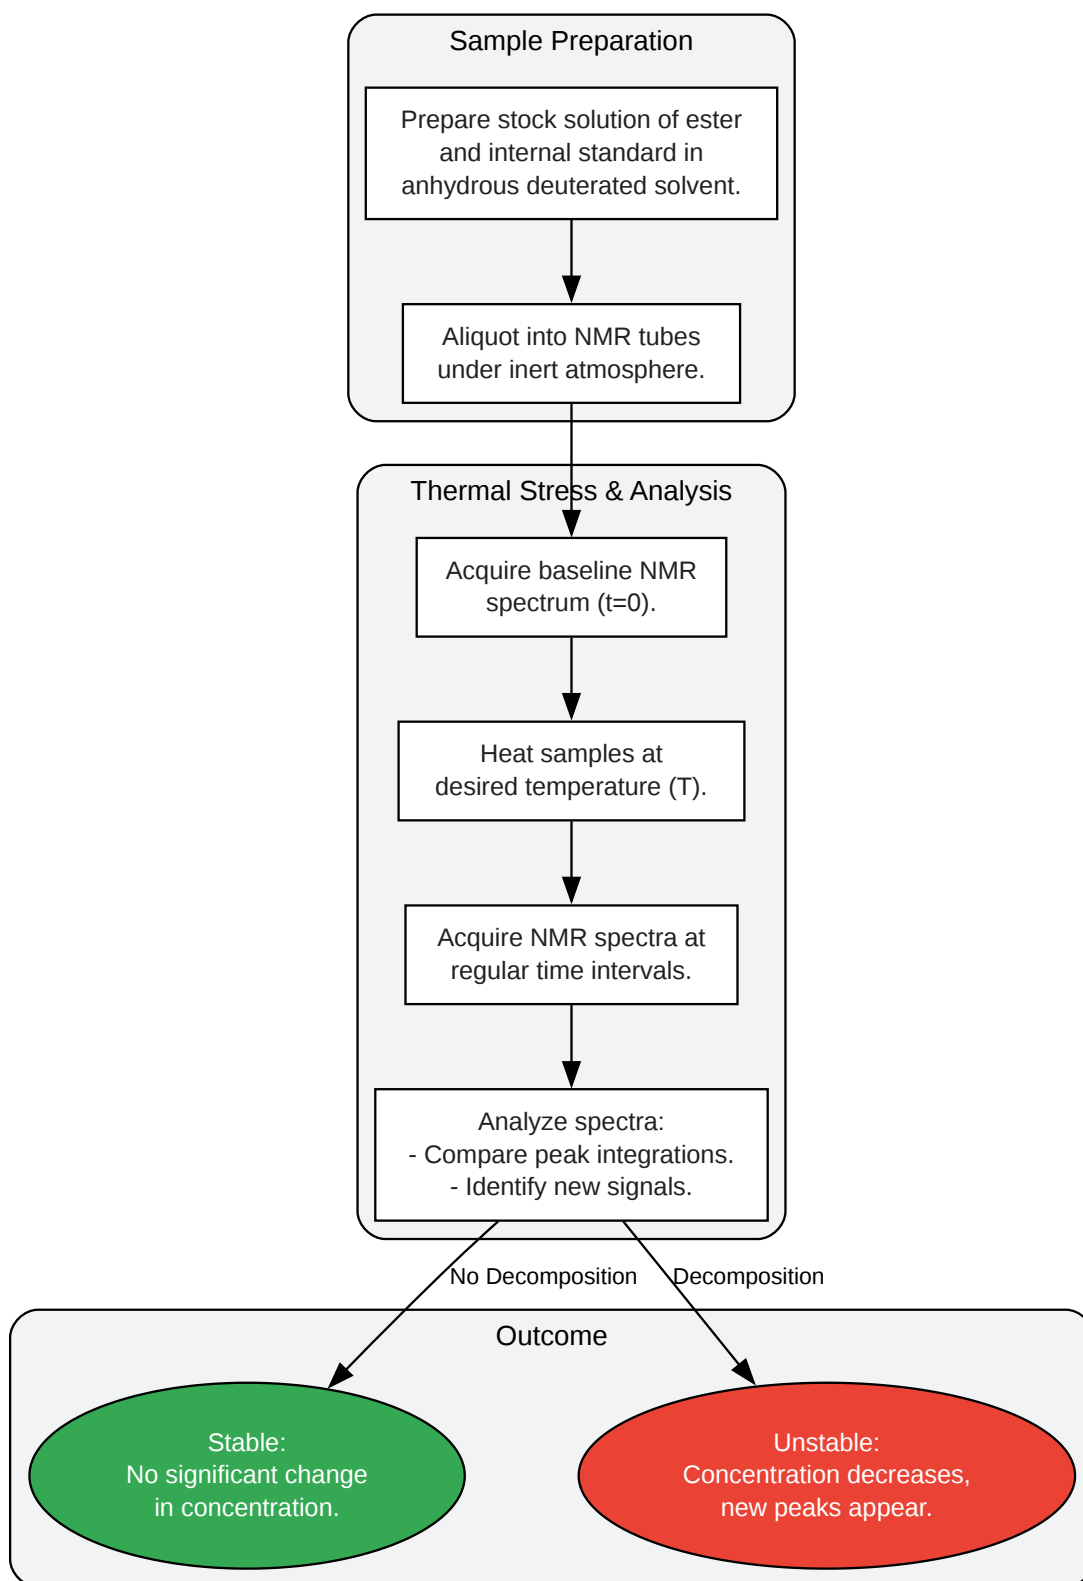 Sample Preparation
Prepare stock solution of ester
and internal standard in
anhydrous deuterated solvent.
Aliquot into NMR tubes
under inert atmosphere.
Thermal Stress & Analysis
Acquire baseline NMR
spectrum (t=0).
Heat samples at
desired temperature (T).
Acquire NMR spectra at
regular time intervals.
Analyze spectra:
- Compare peak integrations.
- Identify new signals.
No Decomposition
Decomposition
Outcome
Stable:
No significant change
in concentration.
Unstable:
Concentration decreases,
new peaks appear.